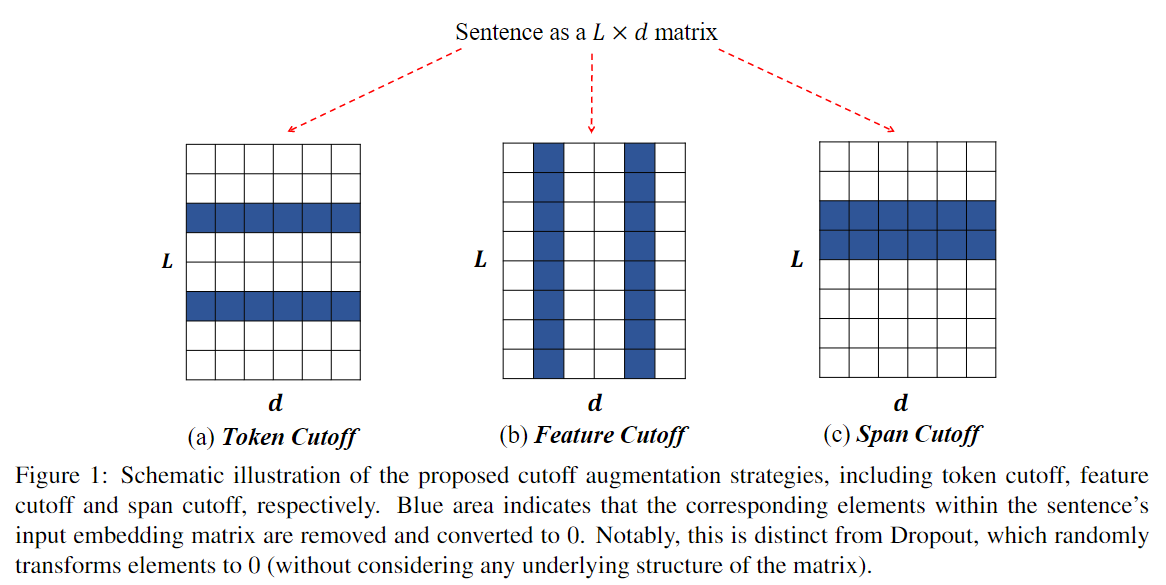 Sentence as a L × d matrix
L
L
L
d
d
d
(a) Token Cutoff
(b) Feature Cutoff
(c) Span Cutoff
Figure 1: Schematic illustration of the proposed cutoff augmentation strategies, including token cutoff, feature
cutoff and span cutoff, respectively. Blue area indicates that the corresponding elements within the sentence's
input embedding matrix are removed and converted to 0. Notably, this is distinct from Dropout, which randomly
transforms elements to 0 (without considering any underlying structure of the matrix).